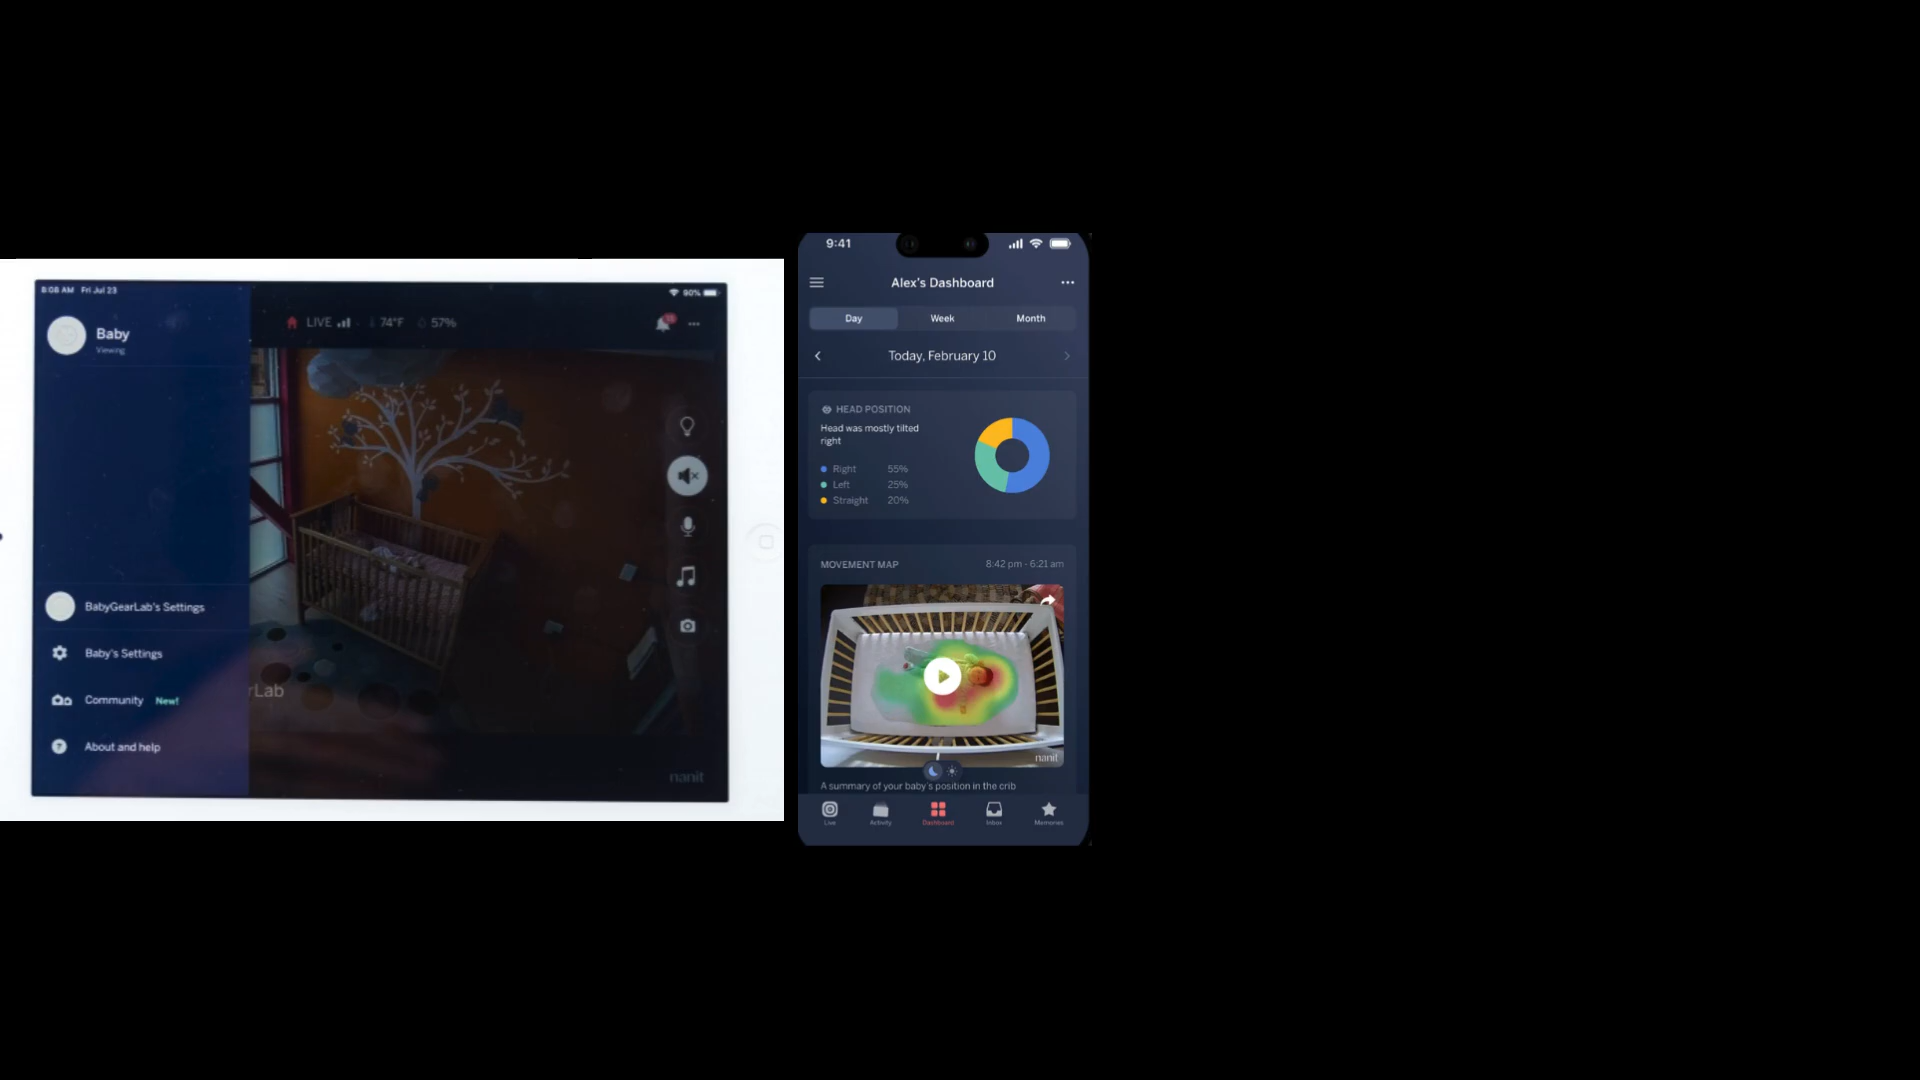 8:08 AM Fri Jul 23
90%
Baby
Viewing
LIVE 74°F 57%
BabyGearLab's Settings
Baby's Settings
Community New!
About and help
rLab
nanit
9:41
Alex's Dashboard
Day Week Month
Today, February 10
HEAD POSITION
Head was mostly tilted
right
Right 55%
Left 25%
Straight 20%
MOVEMENT MAP 8:42 pm - 6:21 am
nanit
A summary of your baby's position in the crib
Live Activity Dashboard Inbox Memories